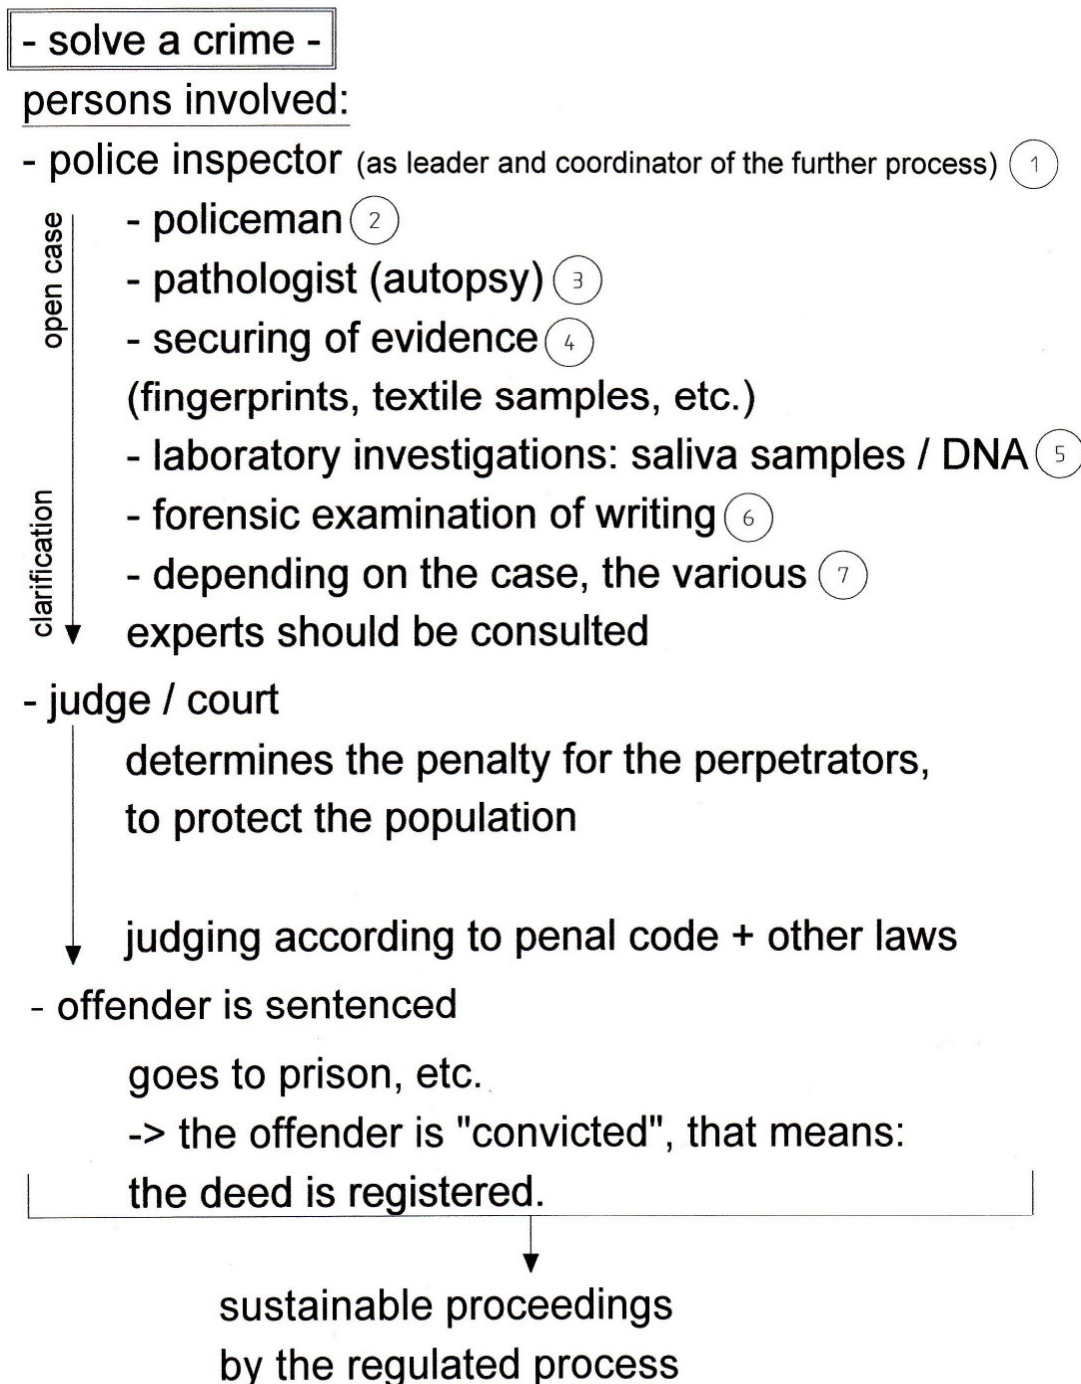 - solve a crime -
persons involved:
- police inspector (as leader and coordinator of the further process) 1
open case
- policeman 2
- pathologist (autopsy) 3
- securing of evidence 4
(fingerprints, textile samples, etc.)
- laboratory investigations: saliva samples / DNA 5
clarification
- forensic examination of writing 6
- depending on the case, the various 7
experts should be consulted
- judge / court
determines the penalty for the perpetrators,
to protect the population
judging according to penal code + other laws
- offender is sentenced
goes to prison, etc.
-> the offender is "convicted", that means:
the deed is registered.
sustainable proceedings
by the regulated process